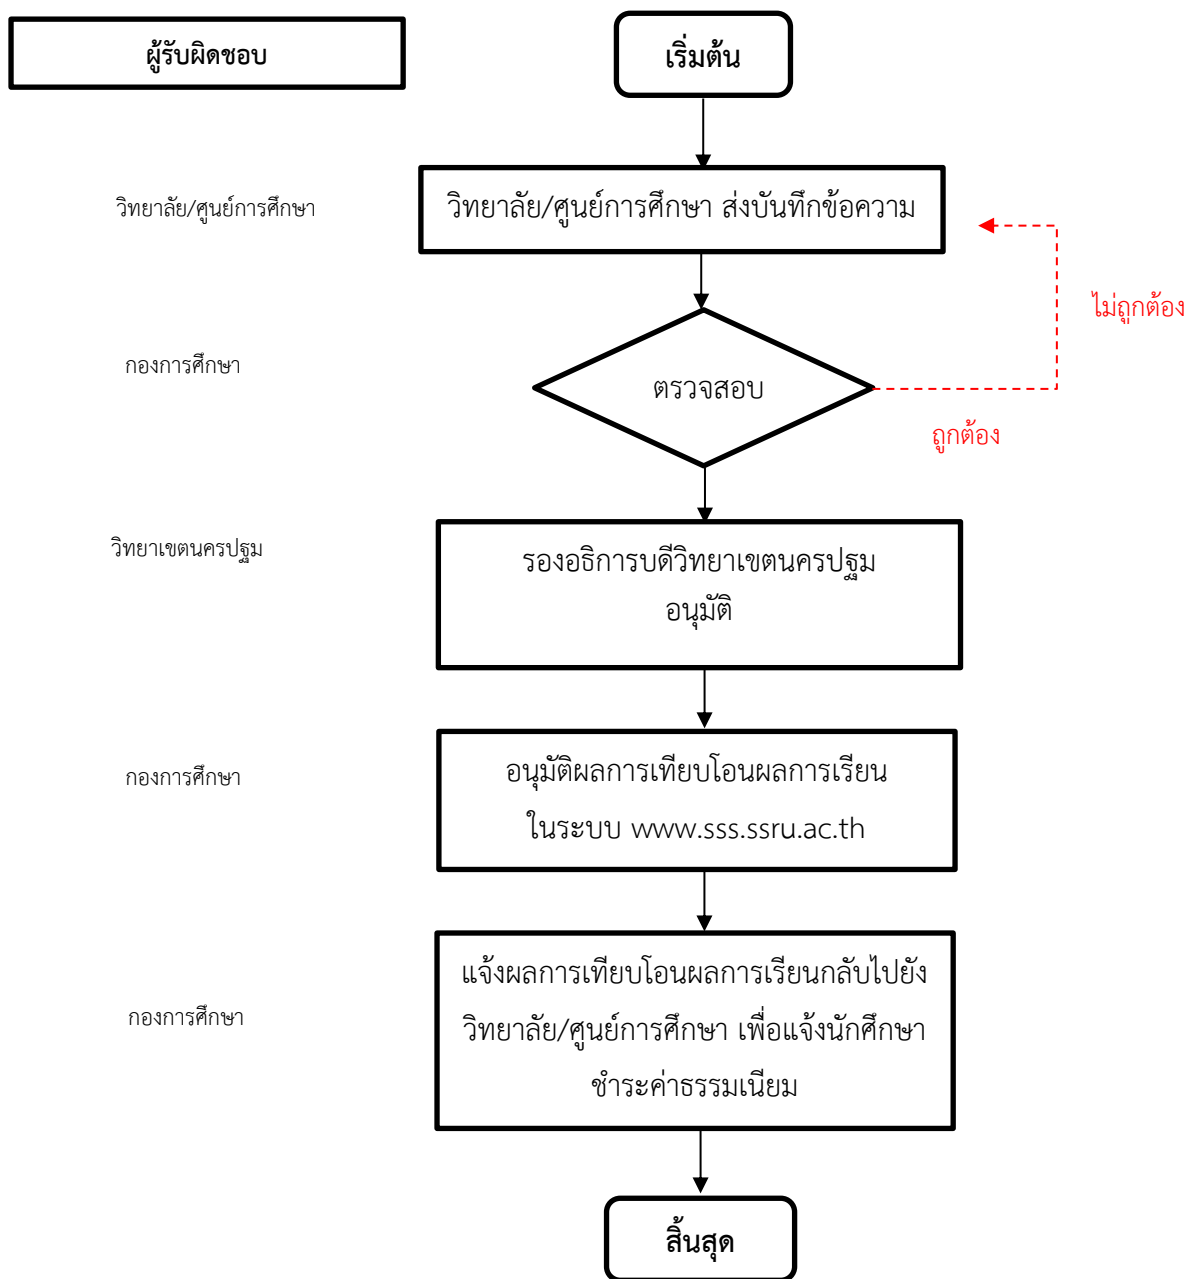 ผู้รับผิดชอบ
เริ่มต้น
วิทยาลัย/ศูนย์การศึกษา
วิทยาลัย/ศูนย์การศึกษา ส่งบันทึกข้อความ
ไม่ถูกต้อง
กองการศึกษา
ตรวจสอบ
ถูกต้อง
วิทยาเขตนครปฐม
รองอธิการบดีวิทยาเขตนครปฐม
อนุมัติ
กองการศึกษา
อนุมัติผลการเทียบโอนผลการเรียน
ในระบบ www.sss.ssru.ac.th
กองการศึกษา
แจ้งผลการเทียบโอนผลการเรียนกลับไปยัง
วิทยาลัย/ศูนย์การศึกษา เพื่อแจ้งนักศึกษา
ชำระค่าธรรมเนียม
สิ้นสุด